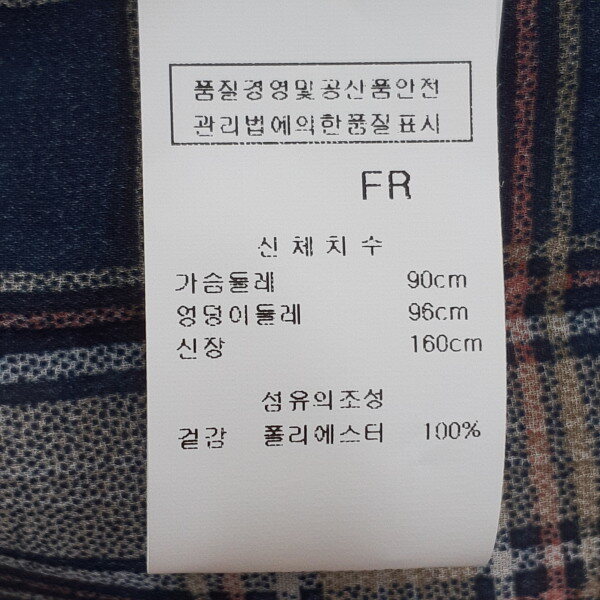 품질경영및공산품안전
관리법에의한품질표시
FR
신체치수
가슴둘레 90cm
엉덩이둘레 96cm
신장 160cm
섬유의조성
겉감 폴리에스터 100%